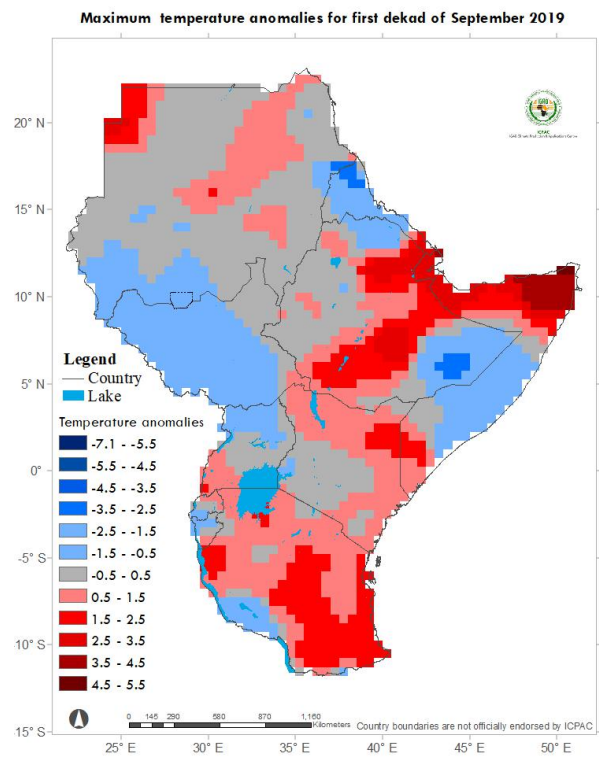 Maximum temperature anomalies for first dekad of September 2019
IGAD
ICPAC
20° N
15° N
10° N
5° N
0°
-5° S
10° S
15° S
Legend
Country
Lake
Temperature anomalies
-7.1 - -5.5
-5.5 - -4.5
-4.5 - -3.5
-3.5 - -2.5
-2.5 - -1.5
-1.5 - -0.5
-0.5 - 0.5
0.5 - 1.5
1.5 - 2.5
2.5 - 3.5
3.5 - 4.5
4.5 - 5.5
0 145 290 580 870 1,160
Kilometers
Country boundaries are not officially endorsed by ICPAC
25° E 30° E 35° E 40° E 45° E 50° E